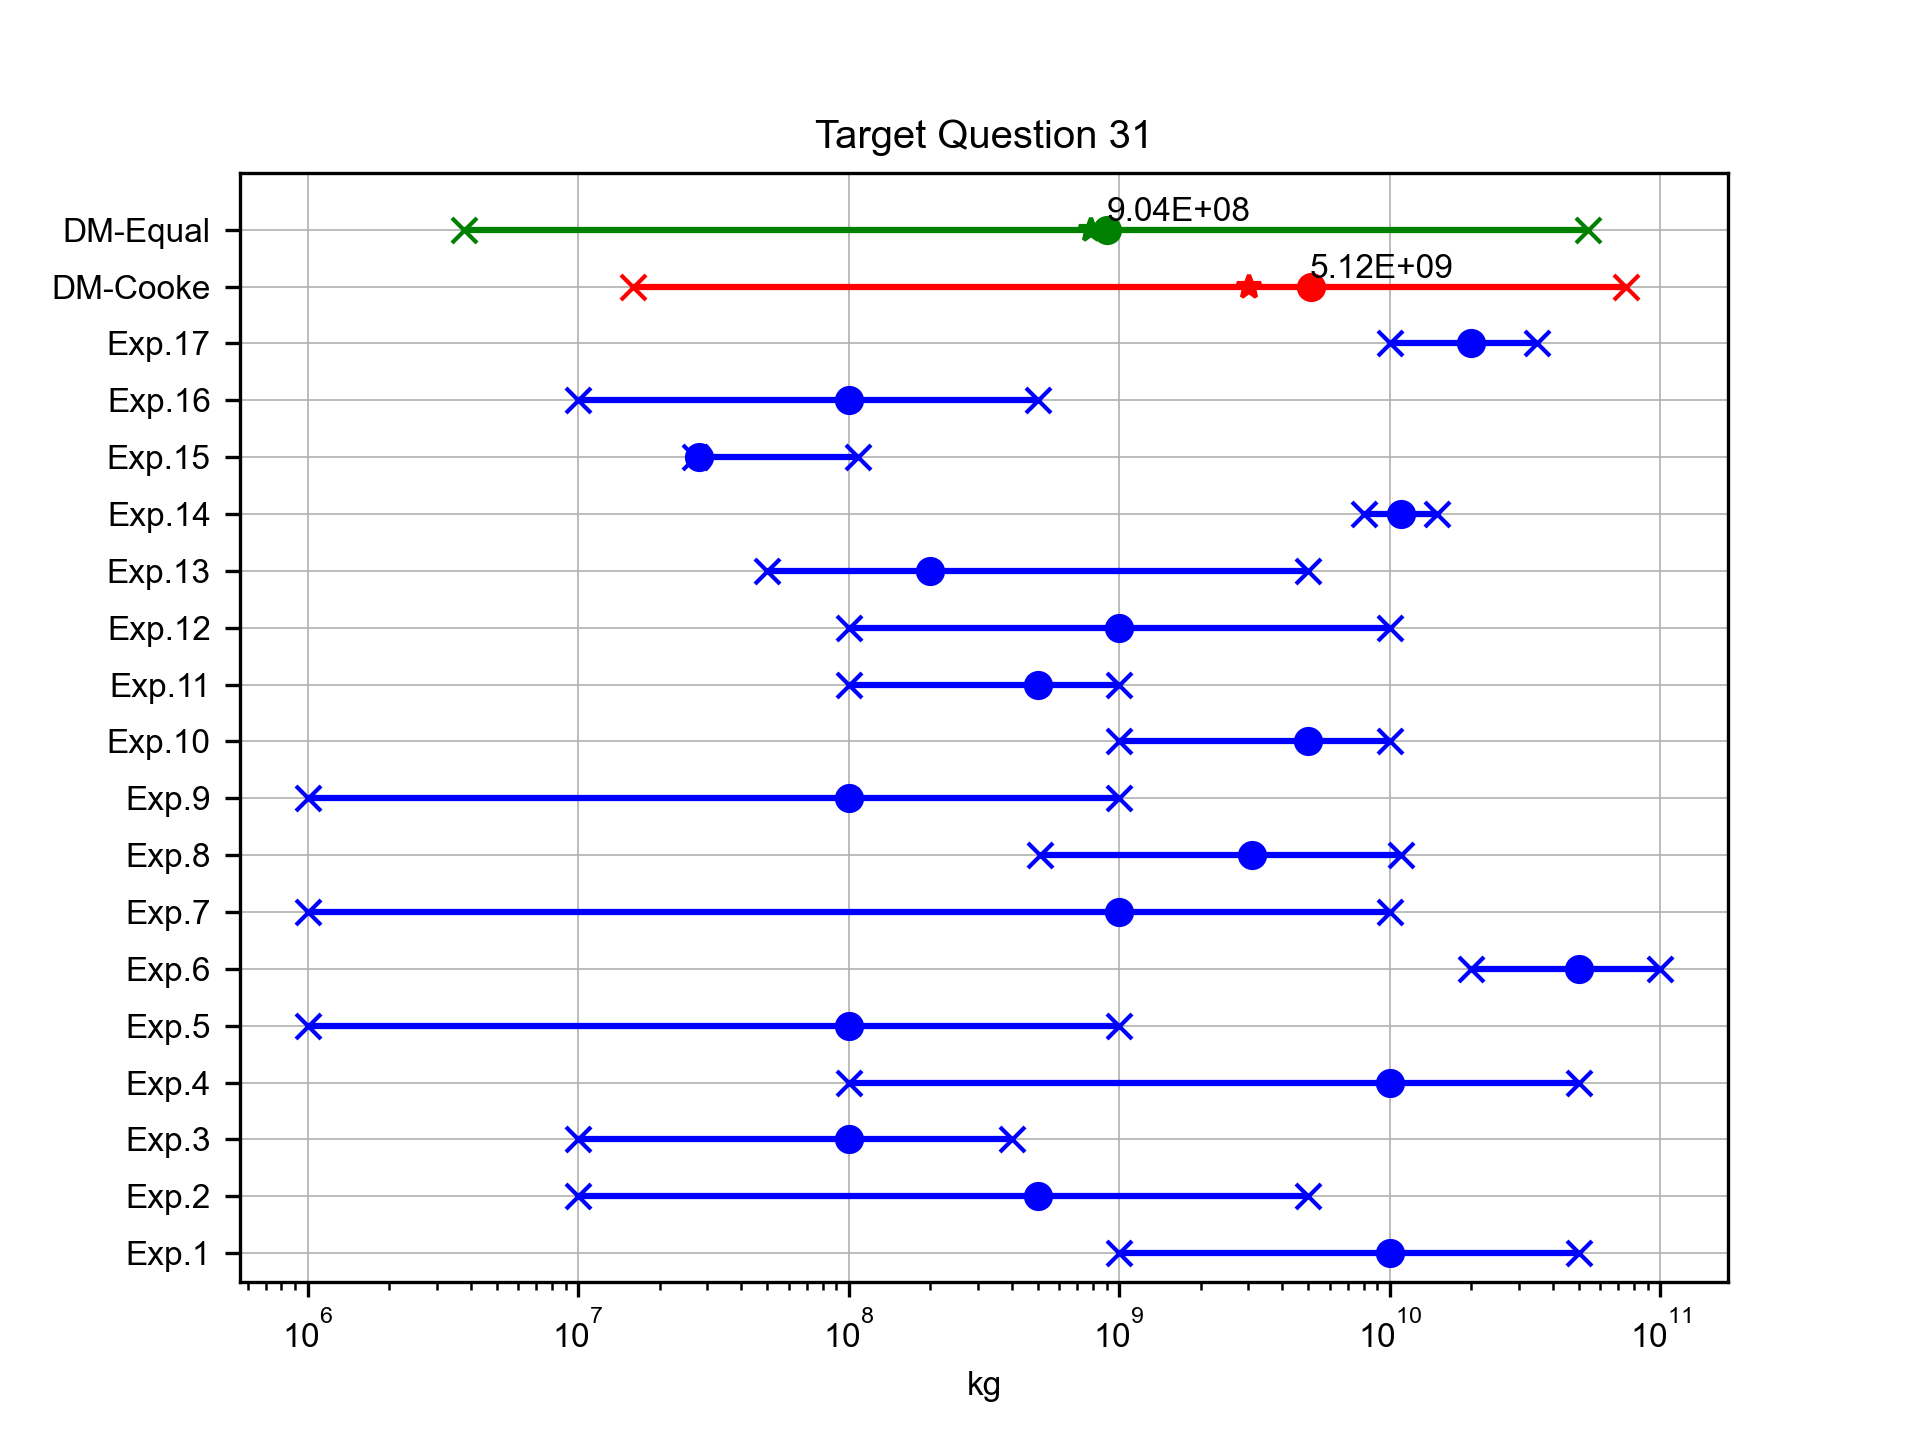 Target Question 31
DM-Equal
9.04E+08
DM-Cooke
5.12E+09
Exp.17
Exp.16
Exp.15
Exp.14
Exp.13
Exp.12
Exp.11
Exp.10
Exp.9
Exp.8
Exp.7
Exp.6
Exp.5
Exp.4
Exp.3
Exp.2
Exp.1
10^6 10^7 10^8 10^9 10^10 10^11
kg